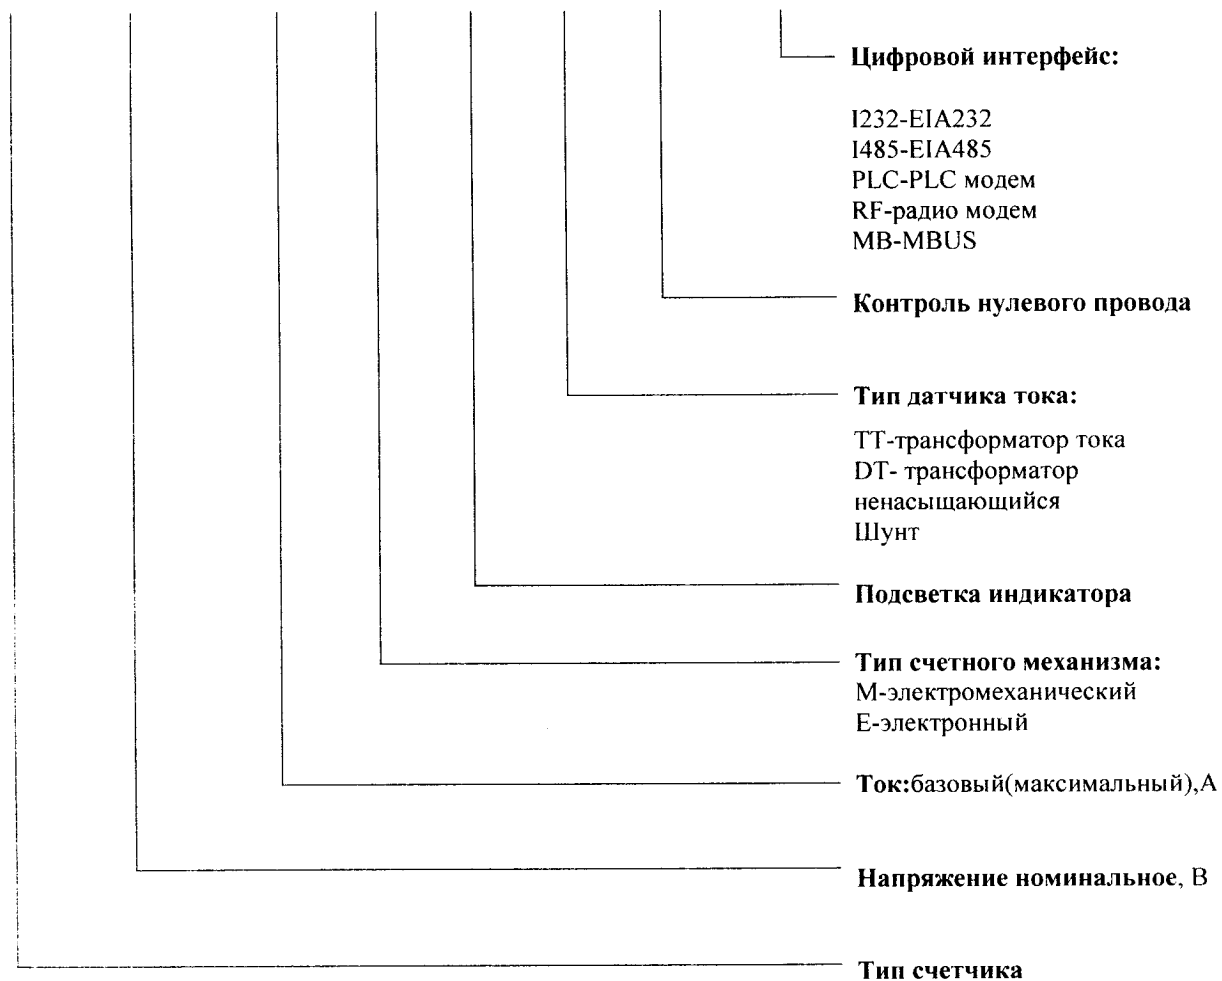 Цифровой интерфейс:
I232-EIA232
I485-EIA485
PLC-PLC модем
RF-радио модем
MB-MBUS
Контроль нулевого провода
Тип датчика тока:
ТТ-трансформатор тока
DT- трансформатор
ненасыщающийся
Шунт
Подсветка индикатора
Тип счетного механизма:
М-электромеханический
Е-электронный
Ток:базовый(максимальный),А
Напряжение номинальное, В
Тип счетчика